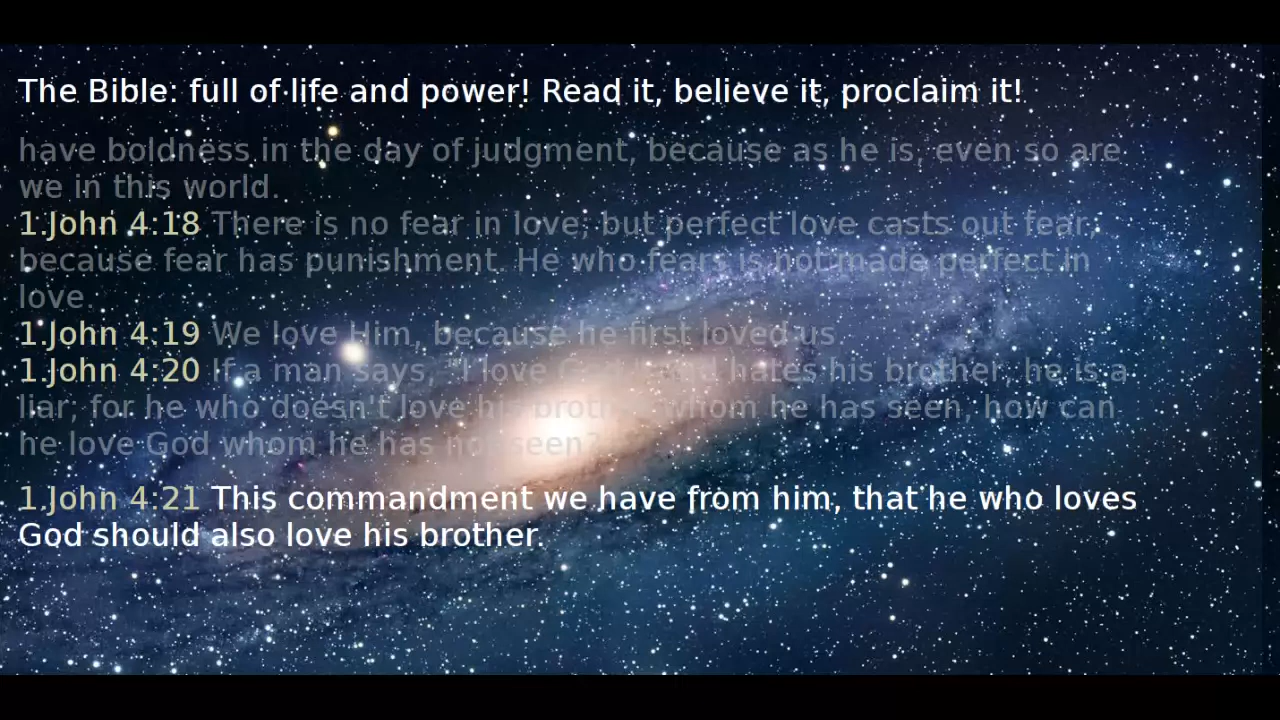 The Bible: full of life and power! Read it, believe it, proclaim it!
have boldness in the day of judgment, because as he is, even so are
we in this world.
1.John 4:18 There is no fear in love; but perfect love casts out fear,
because fear has punishment. He who fears is not made perfect in
love.
1.John 4:19 We love Him, because he first loved us.
1.John 4:20 If a man says, "I love God," and hates his brother, he is a
liar; for he who doesn't love his brother whom he has seen, how can
he love God whom he has not seen?
1.John 4:21 This commandment we have from him, that he who loves
God should also love his brother.